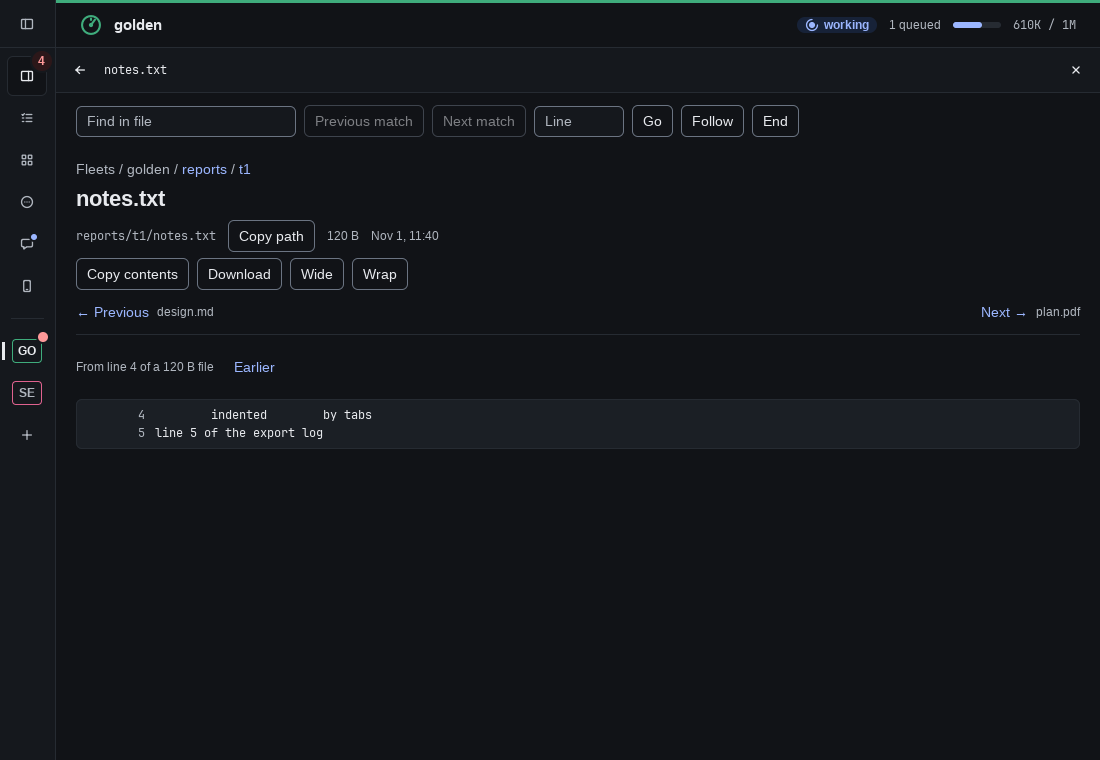 golden
working
1 queued
610K / 1M
4
notes.txt
Find in file
Previous match
Next match
Line
Go
Follow
End
Fleets / golden / reports / t1
notes.txt
reports/t1/notes.txt
Copy path
120 B
Nov 1, 11:40
Copy contents
Download
Wide
Wrap
← Previous design.md
Next → plan.pdf
GO
From line 4 of a 120 B file
Earlier
SE
4 indented by tabs
5 line 5 of the export log